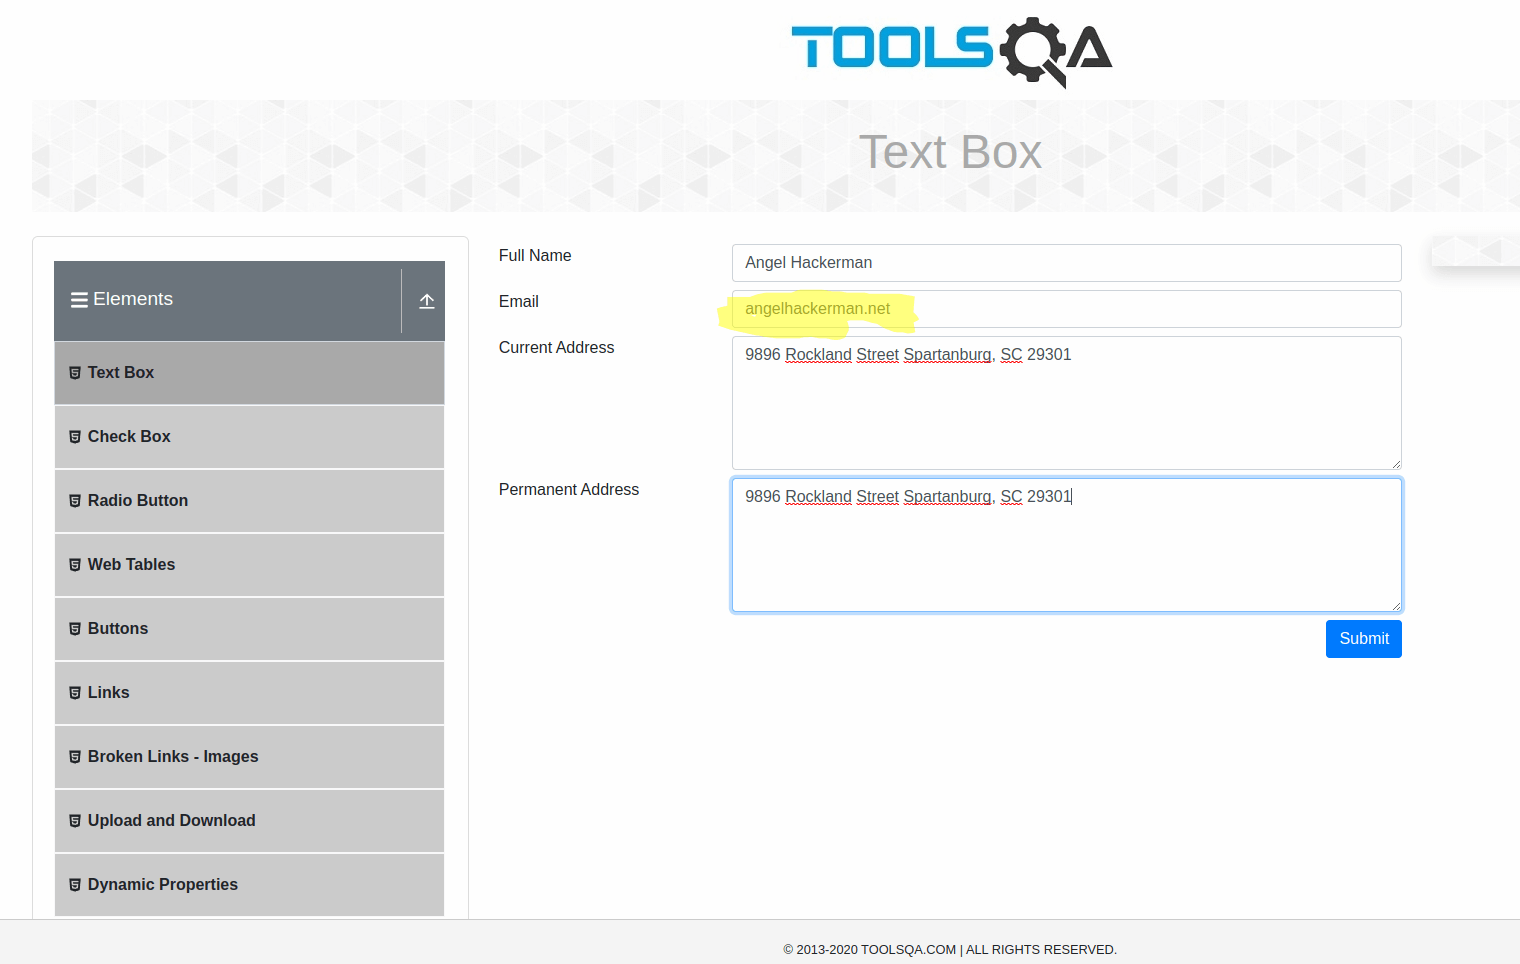 TOOLSQA
Text Box
Elements
Text Box
Check Box
Radio Button
Web Tables
Buttons
Links
Broken Links - Images
Upload and Download
Dynamic Properties
Full Name
Angel Hackerman
Email
angelhackerman.net
Current Address
9896 Rockland Street Spartanburg, SC 29301
Permanent Address
9896 Rockland Street Spartanburg, SC 29301
Submit
© 2013-2020 TOOLSQA.COM | ALL RIGHTS RESERVED.